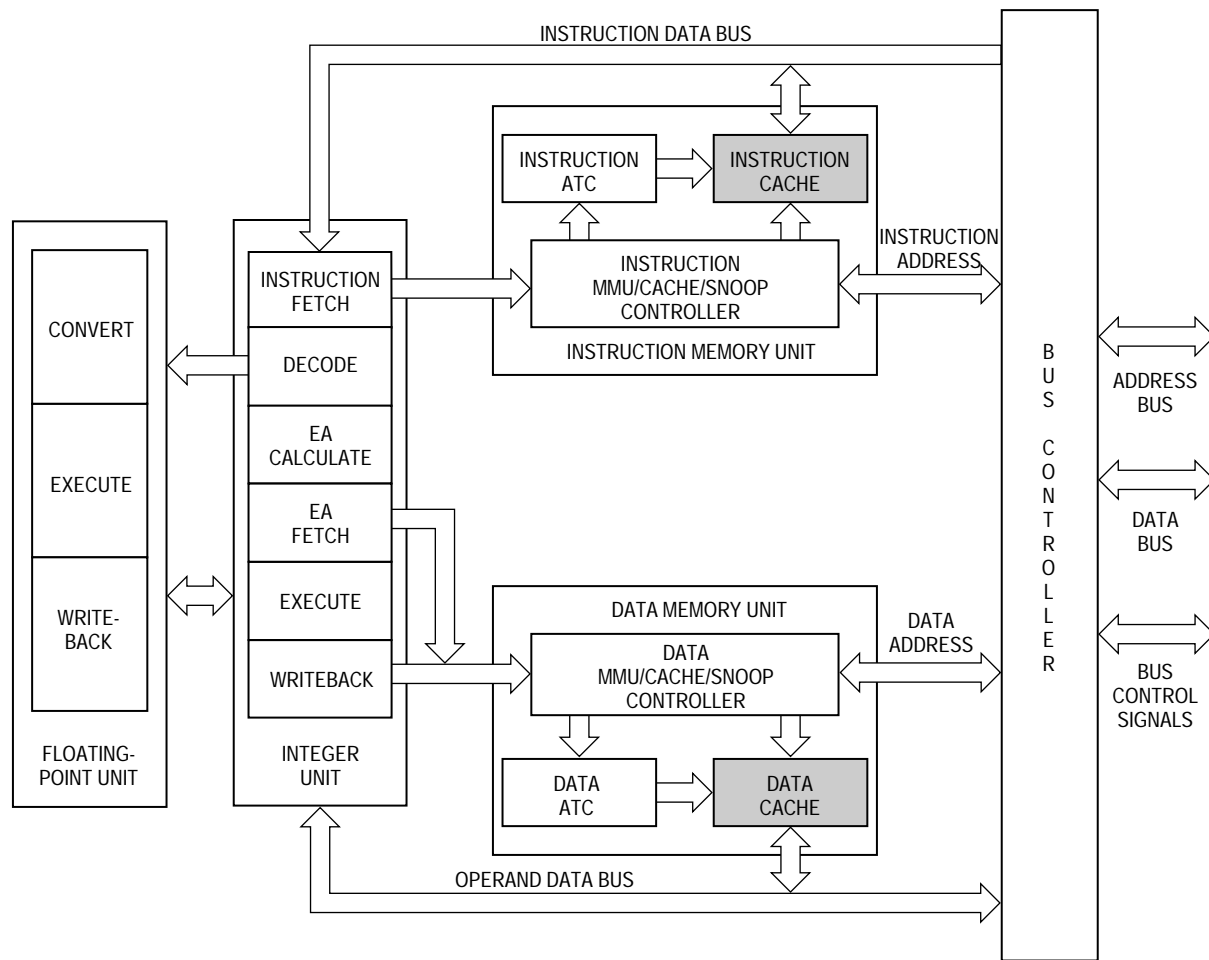 INSTRUCTION DATA BUS
INSTRUCTION
ATC
INSTRUCTION
CACHE
INSTRUCTION
MMU/CACHE/SNOOP
CONTROLLER
INSTRUCTION MEMORY UNIT
INSTRUCTION
ADDRESS
CONVERT
EXECUTE
WRITE-
BACK
FLOATING-
POINT UNIT
INSTRUCTION
FETCH
DECODE
EA
CALCULATE
EA
FETCH
EXECUTE
WRITEBACK
INTEGER
UNIT
DATA MEMORY UNIT
DATA
MMU/CACHE/SNOOP
CONTROLLER
DATA
ATC
DATA
CACHE
DATA
ADDRESS
OPERAND DATA BUS
B
U
S
C
O
N
T
R
O
L
L
E
R
ADDRESS
BUS
DATA
BUS
BUS
CONTROL
SIGNALS